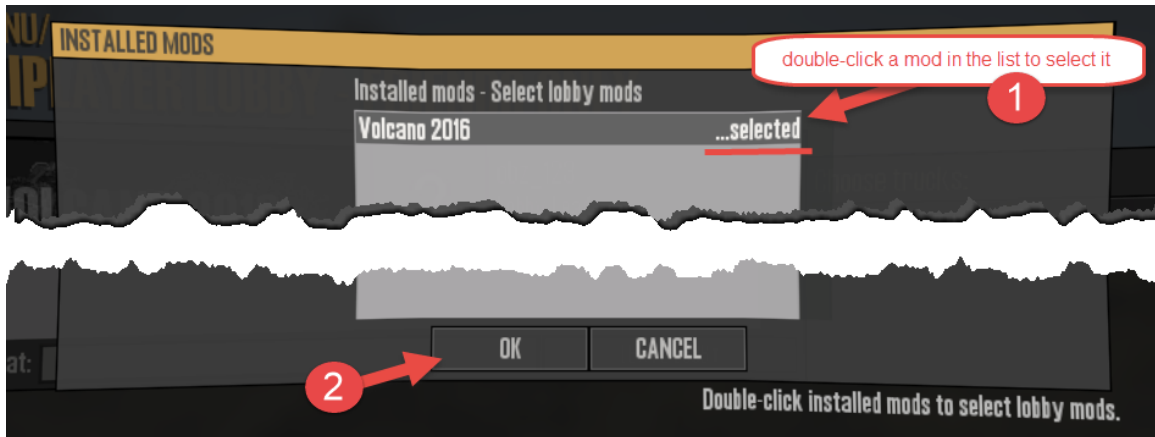 NU/
INSTALLED MODS
double-click a mod in the list to select it
1
Installed mods - Select lobby mods
Volcano 2016 ...selected
OK CANCEL
2
Double-click installed mods to select lobby mods.